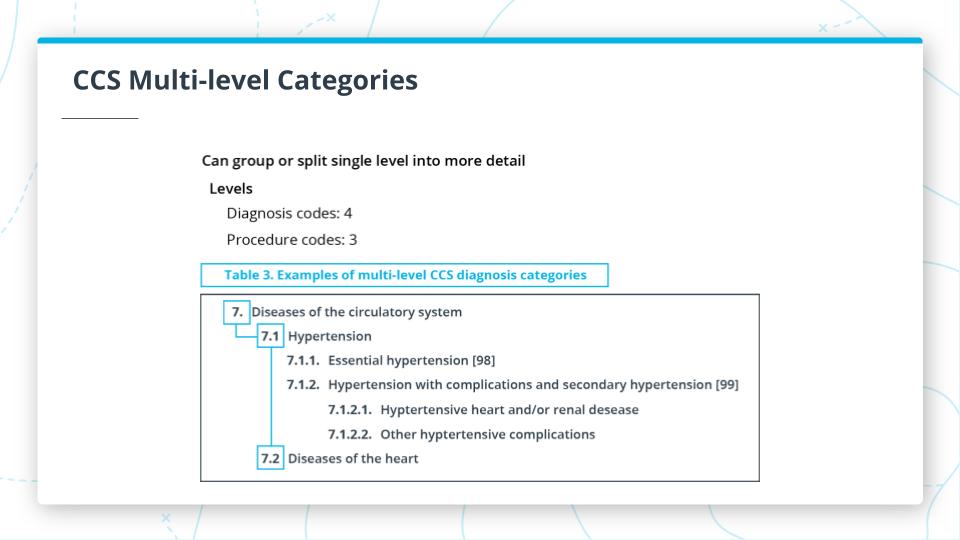 CCS Multi-level Categories
Can group or split single level into more detail
Levels
Diagnosis codes: 4
Procedure codes: 3
Table 3. Examples of multi-level CCS diagnosis categories
7. Diseases of the circulatory system
7.1 Hypertension
7.1.1. Essential hypertension [98]
7.1.2. Hypertension with complications and secondary hypertension [99]
7.1.2.1. Hyptertensive heart and/or renal desease
7.1.2.2. Other hyptertensive complications
7.2 Diseases of the heart